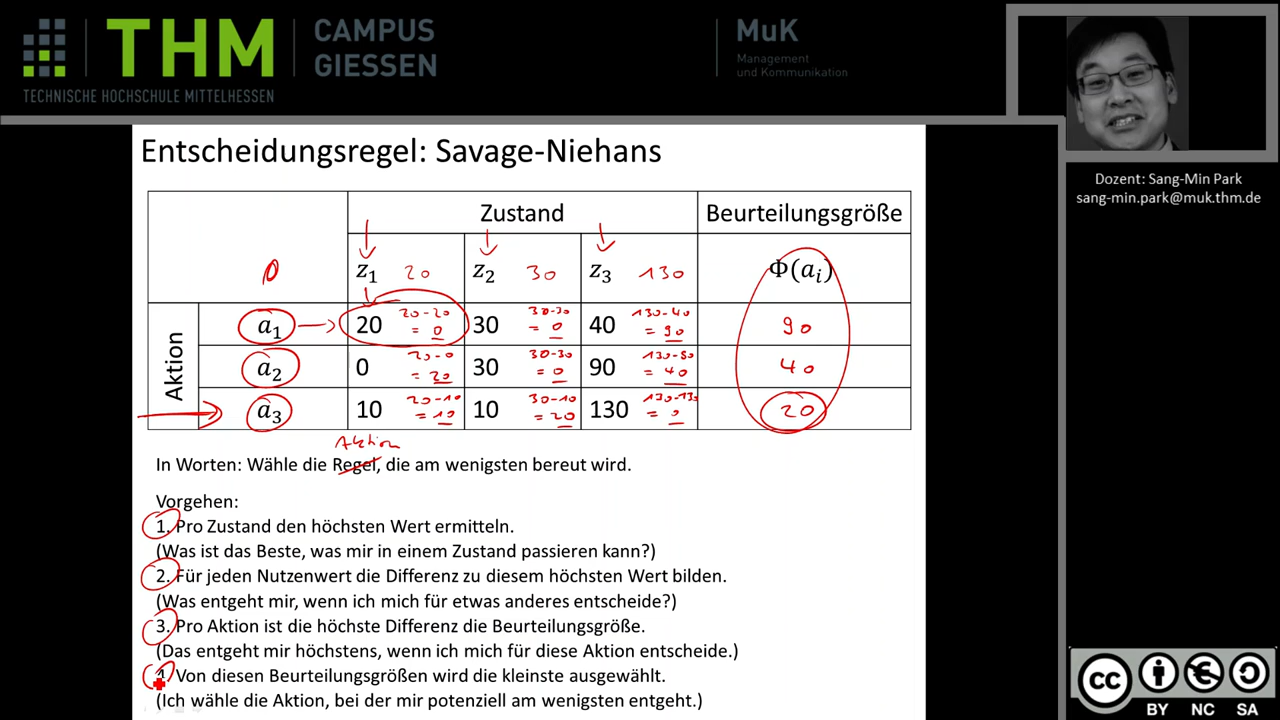 THM
CAMPUS
GIESSEN
TECHNISCHE HOCHSCHULE MITTELHESSEN
MuK
Management
und Kommunikation
Dozent: Sang-Min Park
sang-min.park@muk.thm.de
Entscheidungsregel: Savage-Niehans
Zustand Beurteilungsgröße
z₁ 20 z₂ 30 z₃ 130 Φ(aᵢ)
Aktion
a₁ 20 20-20 = 0 30 30-30 = 0 40 130-40 = 90 90
a₂ 0 20-0 = 20 30 30-30 = 0 90 = 40 40
a₃ 10 20-10 = 10 10 30-10 = 20 130 130-130 = 0 20
Aktion
In Worten: Wähle die Regel, die am wenigsten bereut wird.
Vorgehen:
1. Pro Zustand den höchsten Wert ermitteln.
(Was ist das Beste, was mir in einem Zustand passieren kann?)
2. Für jeden Nutzenwert die Differenz zu diesem höchsten Wert bilden.
(Was entgeht mir, wenn ich mich für etwas anderes entscheide?)
3. Pro Aktion ist die höchste Differenz die Beurteilungsgröße.
(Das entgeht mir höchstens, wenn ich mich für diese Aktion entscheide.)
4. Von diesen Beurteilungsgrößen wird die kleinste ausgewählt.
(Ich wähle die Aktion, bei der mir potenziell am wenigsten entgeht.)
cc
BY NC SA